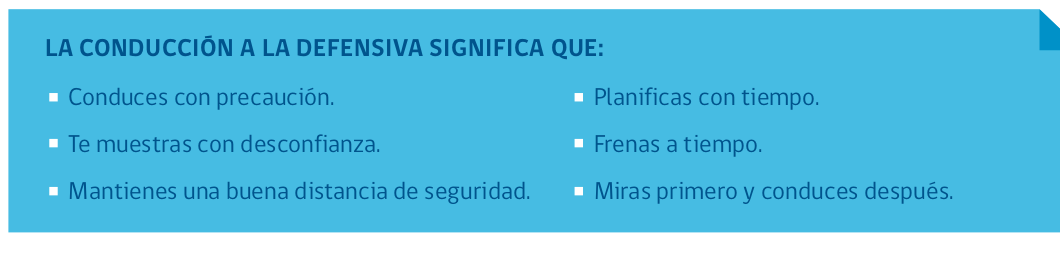 LA CONDUCCIÓN A LA DEFENSIVA SIGNIFICA QUE:
Conduces con precaución.
Te muestras con desconfianza.
Mantienes una buena distancia de seguridad.
Planificas con tiempo.
Frenas a tiempo.
Miras primero y conduces después.